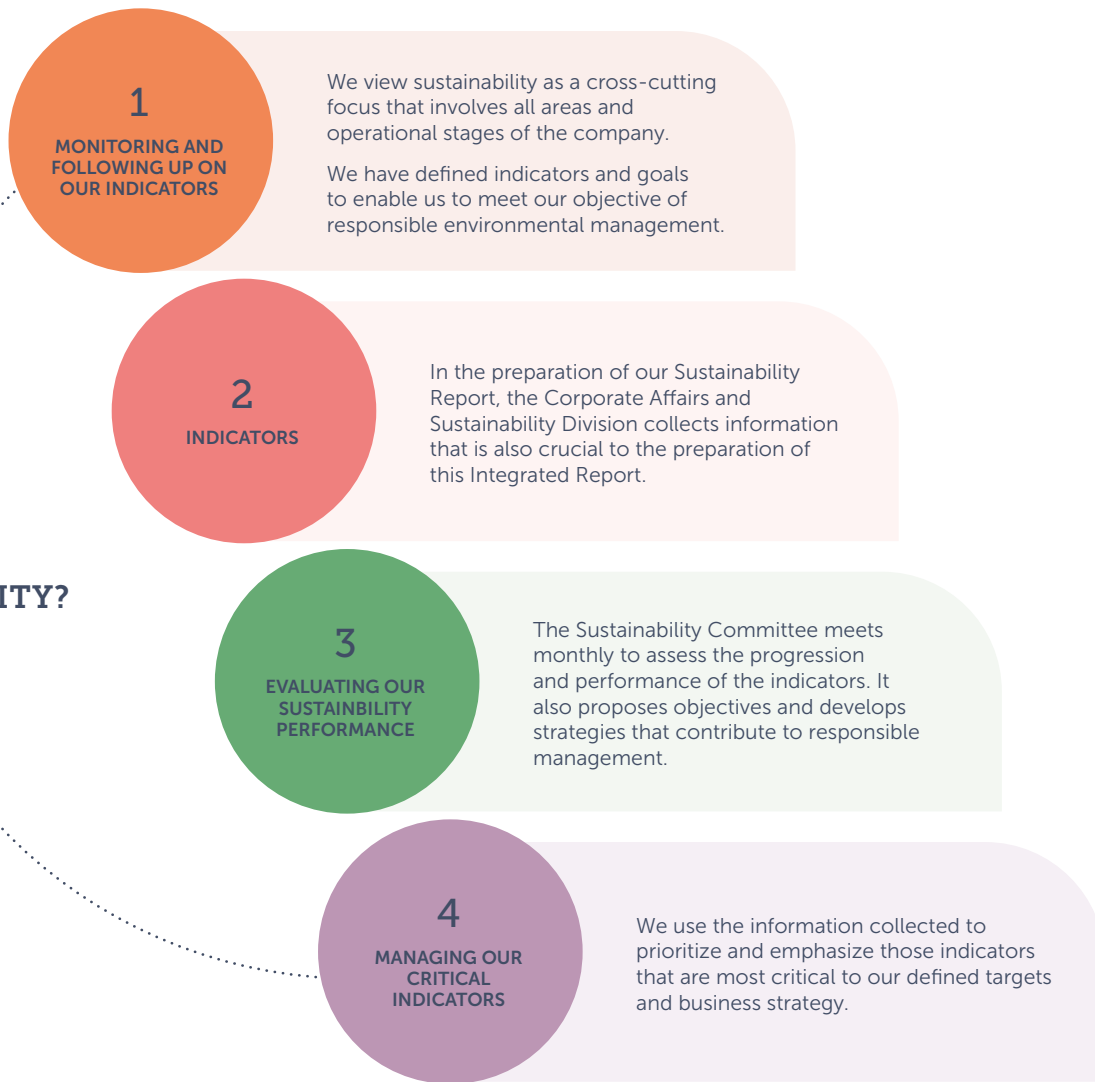 1
MONITORING AND
FOLLOWING UP ON
OUR INDICATORS
We view sustainability as a cross-cutting
focus that involves all areas and
operational stages of the company.
We have defined indicators and goals
to enable us to meet our objective of
responsible environmental management.
2
INDICATORS
In the preparation of our Sustainability
Report, the Corporate Affairs and
Sustainability Division collects information
that is also crucial to the preparation of
this Integrated Report.
ITY?
3
EVALUATING OUR
SUSTAINBILITY
PERFORMANCE
The Sustainability Committee meets
monthly to assess the progression
and performance of the indicators. It
also proposes objectives and develops
strategies that contribute to responsible
management.
4
MANAGING OUR
CRITICAL
INDICATORS
We use the information collected to
prioritize and emphasize those indicators
that are most critical to our defined targets
and business strategy.